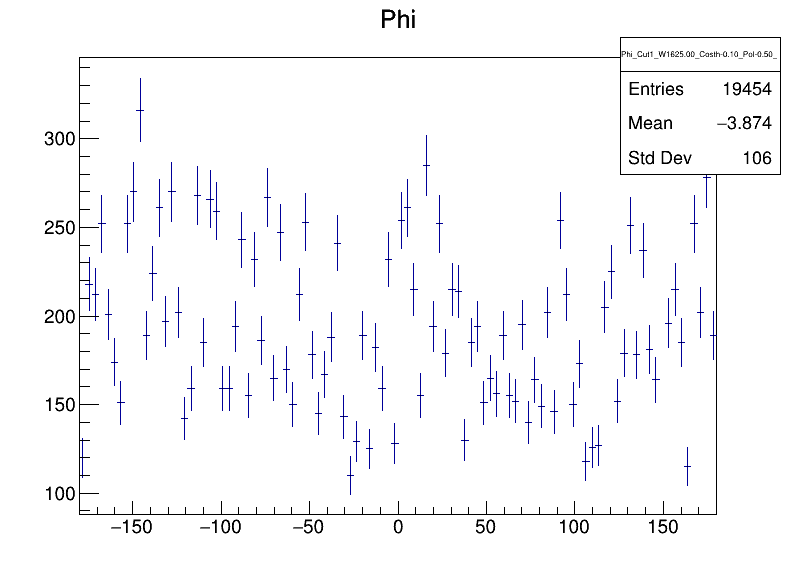 Phi
Phi_Cut1_W1625.00_Costh-0.10_Pol-0.50_
Entries 19454
Mean −3.874
Std Dev 106
300
250
200
150
100
−150 −100 −50 0 50 100 150